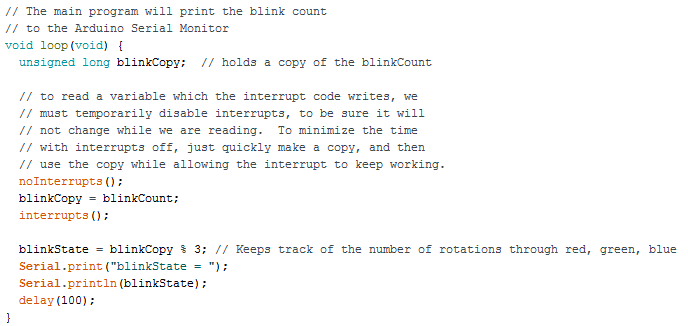 // The main program will print the blink count
// to the Arduino Serial Monitor
void loop(void) {
  unsigned long blinkCopy;  // holds a copy of the blinkCount

  // to read a variable which the interrupt code writes, we
  // must temporarily disable interrupts, to be sure it will
  // not change while we are reading.  To minimize the time
  // with interrupts off, just quickly make a copy, and then
  // use the copy while allowing the interrupt to keep working.
  noInterrupts();
  blinkCopy = blinkCount;
  interrupts();

  blinkState = blinkCopy % 3; // Keeps track of the number of rotations through red, green, blue
  Serial.print("blinkState = ");
  Serial.println(blinkState);
  delay(100);
}